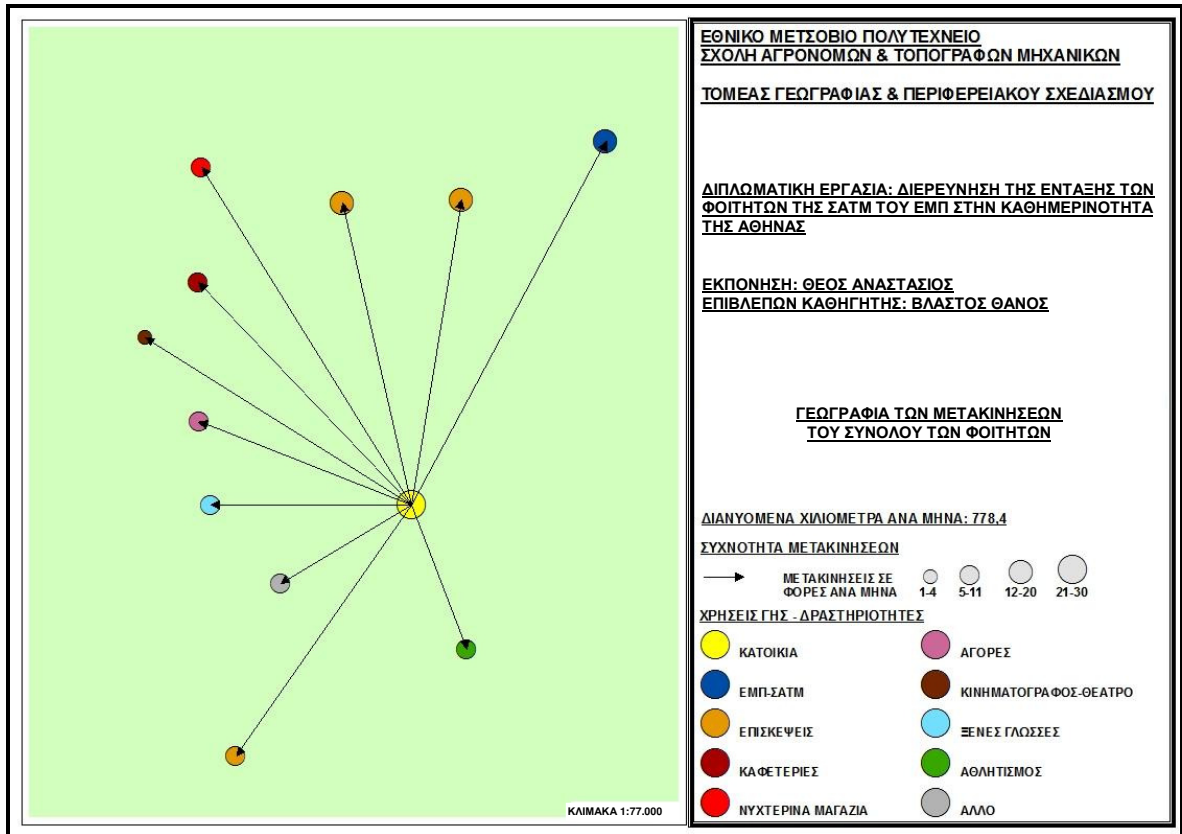 ΕΘΝΙΚΟ ΜΕΤΣΟΒΙΟ ΠΟΛΥΤΕΧΝΕΙΟ
ΣΧΟΛΗ ΑΓΡΟΝΟΜΩΝ & ΤΟΠΟΓΡΑΦΩΝ ΜΗΧΑΝΙΚΩΝ
ΤΟΜΕΑΣ ΓΕΩΓΡΑΦΙΑΣ & ΠΕΡΙΦΕΡΕΙΑΚΟΥ ΣΧΕΔΙΑΣΜΟΥ
ΔΙΠΛΩΜΑΤΙΚΗ ΕΡΓΑΣΙΑ: ΔΙΕΡΕΥΝΗΣΗ ΤΗΣ ΕΝΤΑΞΗΣ ΤΩΝ
ΦΟΙΤΗΤΩΝ ΤΗΣ ΣΑΤΜ ΤΟΥ ΕΜΠ ΣΤΗΝ ΚΑΘΗΜΕΡΙΝΟΤΗΤΑ
ΤΗΣ ΑΘΗΝΑΣ
ΕΚΠΟΝΗΣΗ: ΘΕΟΣ ΑΝΑΣΤΑΣΙΟΣ
ΕΠΙΒΛΕΠΩΝ ΚΑΘΗΓΗΤΗΣ: ΒΛΑΣΤΟΣ ΘΑΝΟΣ
ΓΕΩΓΡΑΦΙΑ ΤΩΝ ΜΕΤΑΚΙΝΗΣΕΩΝ
ΤΟΥ ΣΥΝΟΛΟΥ ΤΩΝ ΦΟΙΤΗΤΩΝ
ΔΙΑΝΥΟΜΕΝΑ ΧΙΛΙΟΜΕΤΡΑ ΑΝΑ ΜΗΝΑ: 778,4
ΣΥΧΝΟΤΗΤΑ ΜΕΤΑΚΙΝΗΣΕΩΝ
ΜΕΤΑΚΙΝΗΣΕΙΣ ΣΕ
ΦΟΡΕΣ ΑΝΑ ΜΗΝΑ 1-4 5-11 12-20 21-30
ΧΡΗΣΕΙΣ ΓΗΣ - ΔΡΑΣΤΗΡΙΟΤΗΤΕΣ
ΚΑΤΟΙΚΙΑ ΑΓΟΡΕΣ
ΕΜΠ-ΣΑΤΜ ΚΙΝΗΜΑΤΟΓΡΑΦΟΣ-ΘΕΑΤΡΟ
ΕΠΙΣΚΕΨΕΙΣ ΞΕΝΕΣ ΓΛΩΣΣΕΣ
ΚΑΦΕΤΕΡΙΕΣ ΑΘΛΗΤΙΣΜΟΣ
ΝΥΧΤΕΡΙΝΑ ΜΑΓΑΖΙΑ ΑΛΛΟ
ΚΛΙΜΑΚΑ 1:77.000